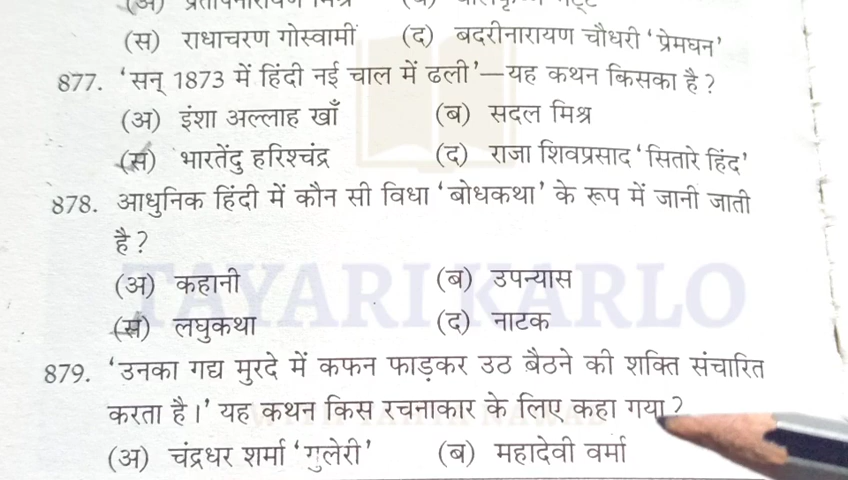 (स) राधाचरण गोस्वामी (द) बदरीनारायण चौधरी ‘प्रेमघन’
877. ‘सन् 1873 में हिंदी नई चाल में ढली’—यह कथन किसका है?
(अ) इंशा अल्लाह खाँ (ब) सदल मिश्र
(स) भारतेंदु हरिश्चंद्र (द) राजा शिवप्रसाद ‘सितारे हिंद’
878. आधुनिक हिंदी में कौन सी विधा ‘बोधकथा’ के रूप में जानी जाती
है?
(अ) कहानी (ब) उपन्यास
TAYARI KARLO
(स) लघुकथा (द) नाटक
879. ‘उनका गद्य मुरदे में कफन फाड़कर उठ बैठने की शक्ति संचारित
करता है।’ यह कथन किस रचनाकार के लिए कहा गया?
(अ) चंद्रधर शर्मा ‘गुलेरी’ (ब) महादेवी वर्मा